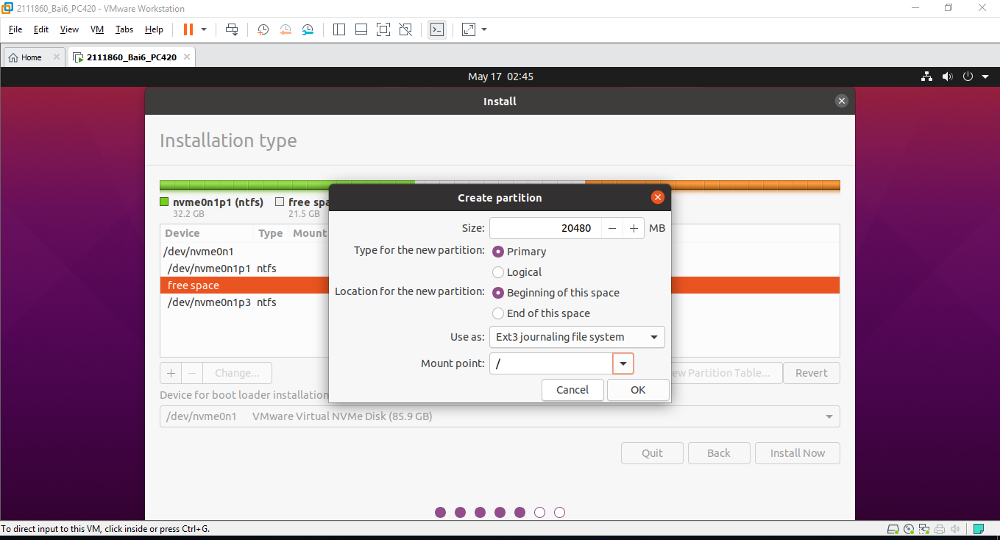 2111860_Bai6_PC420 - VMware Workstation
File Edit View VM Tabs Help
Home 2111860_Bai6_PC420
May 17 02:45
Install
Installation type
nvme0n1p1 (ntfs) free spa
32.2 GB 21.5 GB
Device Type Mount
/dev/nvme0n1
/dev/nvme0n1p1 ntfs
free space
/dev/nvme0n1p3 ntfs
+ − Change... ew Partition Table... Revert
Create partition
Size: 20480 − + MB
Type for the new partition: Primary
Logical
Location for the new partition: Beginning of this space
End of this space
Use as: Ext3 journaling file system
Mount point: /
Cancel OK
Device for boot loader installation
/dev/nvme0n1 VMware Virtual NVMe Disk (85.9 GB)
Quit Back Install Now
To direct input to this VM, click inside or press Ctrl+G.